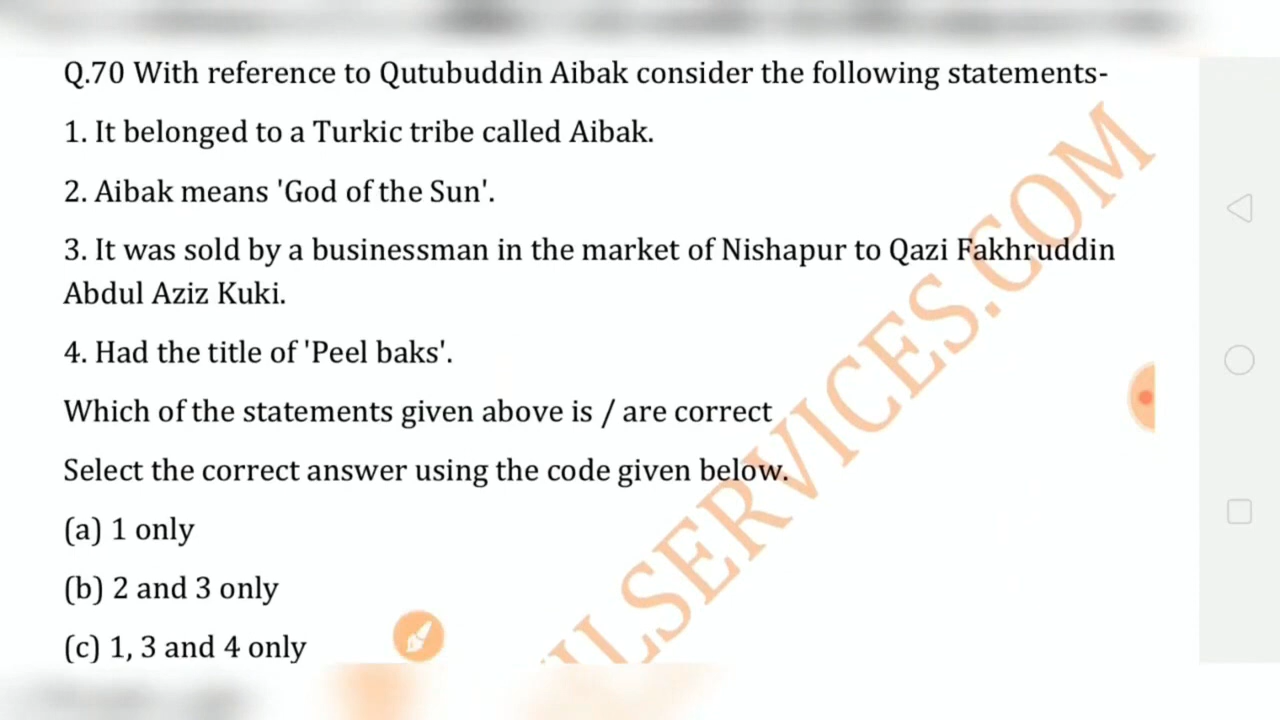 Q.70 With reference to Qutubuddin Aibak consider the following statements-
1. It belonged to a Turkic tribe called Aibak.
2. Aibak means 'God of the Sun'.
3. It was sold by a businessman in the market of Nishapur to Qazi Fakhruddin
Abdul Aziz Kuki.
4. Had the title of 'Peel baks'.
Which of the statements given above is / are correct
Select the correct answer using the code given below.
(a) 1 only
(b) 2 and 3 only
(c) 1, 3 and 4 only
LSERVICES.COM